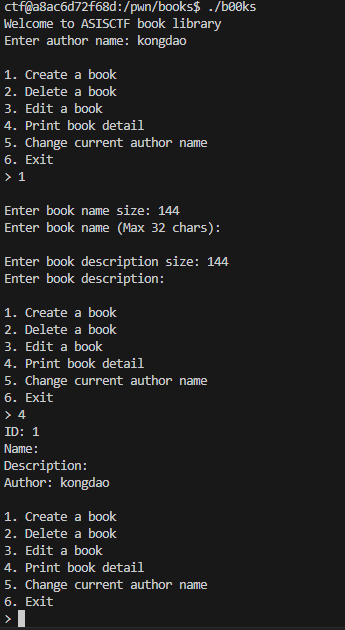 ctf@a8ac6d72f68d:/pwn/books$ ./b00ks
Welcome to ASISCTF book library
Enter author name: kongdao
1. Create a book
2. Delete a book
3. Edit a book
4. Print book detail
5. Change current author name
6. Exit
> 1
Enter book name size: 144
Enter book name (Max 32 chars):
Enter book description size: 144
Enter book description:
1. Create a book
2. Delete a book
3. Edit a book
4. Print book detail
5. Change current author name
6. Exit
> 4
ID: 1
Name:
Description:
Author: kongdao
1. Create a book
2. Delete a book
3. Edit a book
4. Print book detail
5. Change current author name
6. Exit
>